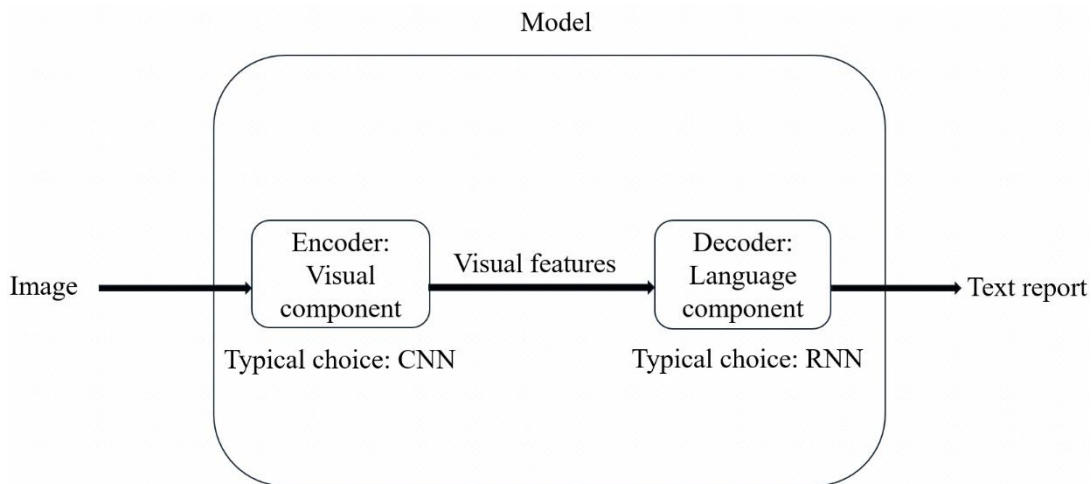 Model
Encoder:
Visual
component
Visual features
Decoder:
Language
component
Image
Text report
Typical choice: CNN
Typical choice: RNN